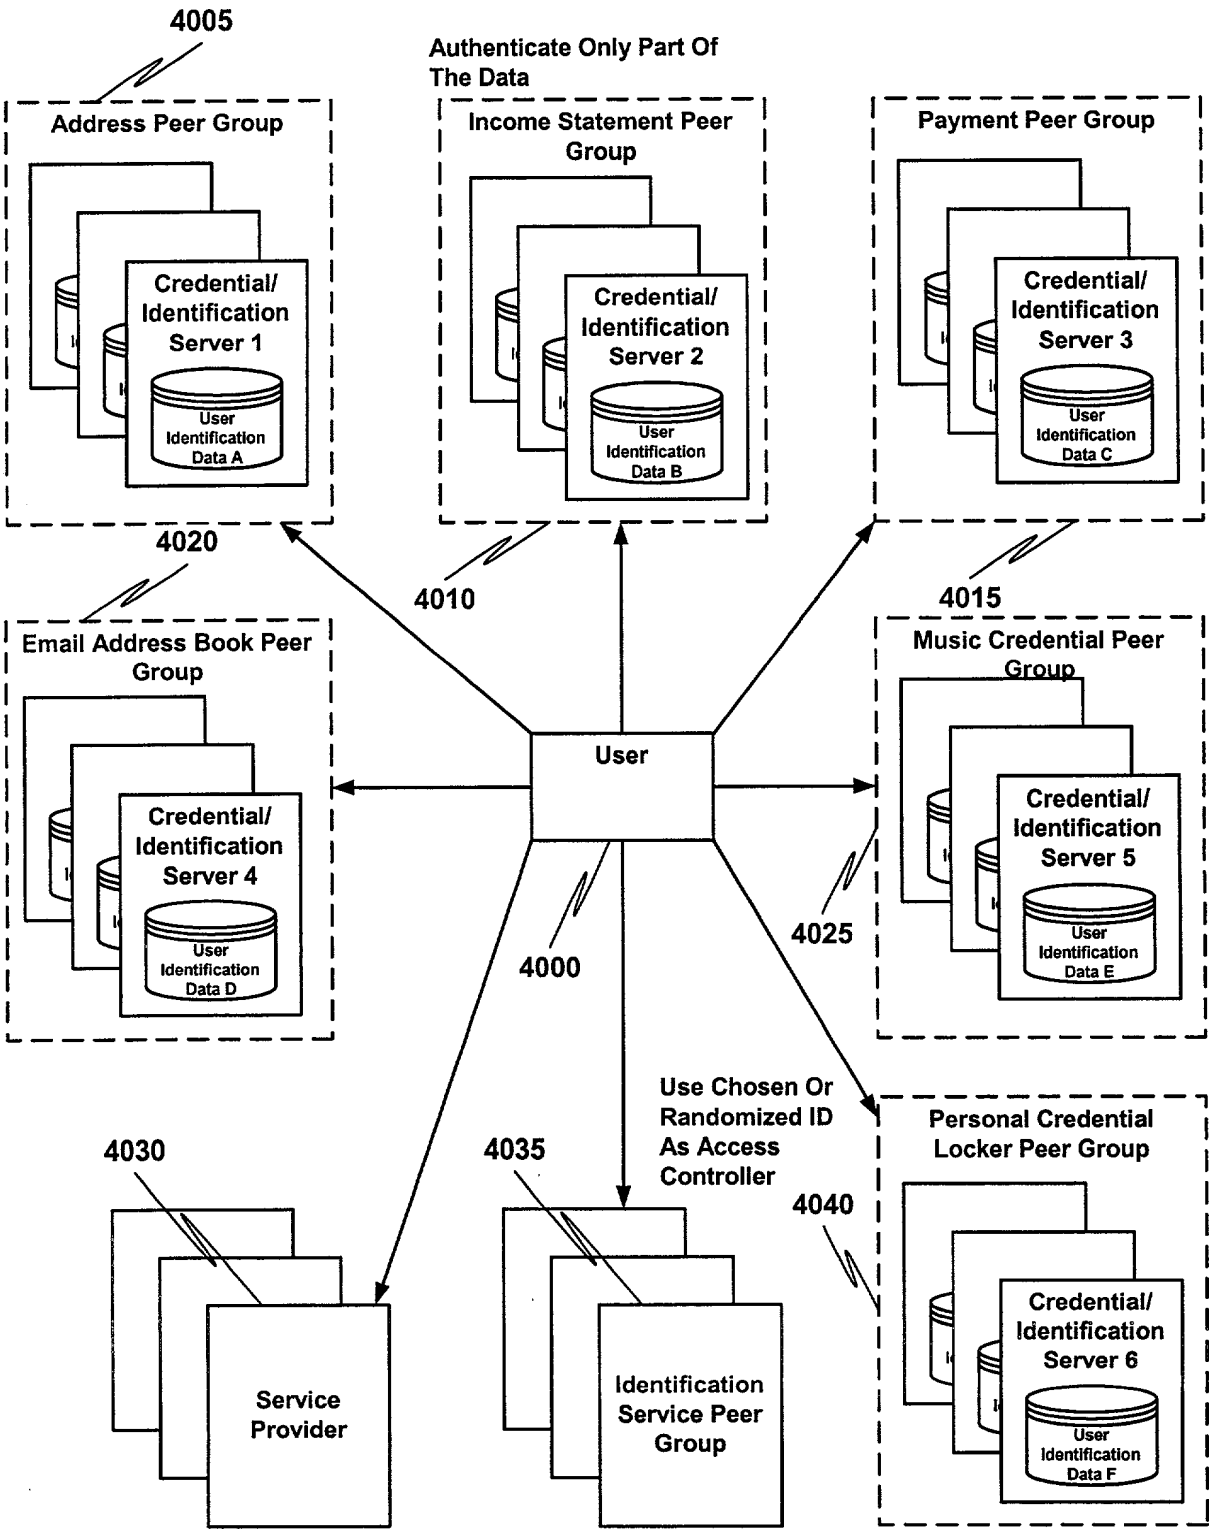 4005
Authenticate Only Part Of
The Data
Address Peer Group
Credential/
Identification
Server 1
User
Identification
Data A
Income Statement Peer
Group
Credential/
Identification
Server 2
User
Identification
Data B
Payment Peer Group
Credential/
Identification
Server 3
User
Identification
Data C
4020
4010
4015
Email Address Book Peer
Group
Credential/
Identification
Server 4
User
Identification
Data D
User
4000
Music Credential Peer
Group
Credential/
Identification
Server 5
User
Identification
Data E
4025
Use Chosen Or
Randomized ID
As Access
Controller
4030
4035
4040
Service
Provider
Identification
Service Peer
Group
Personal Credential
Locker Peer Group
Credential/
Identification
Server 6
User
Identification
Data F